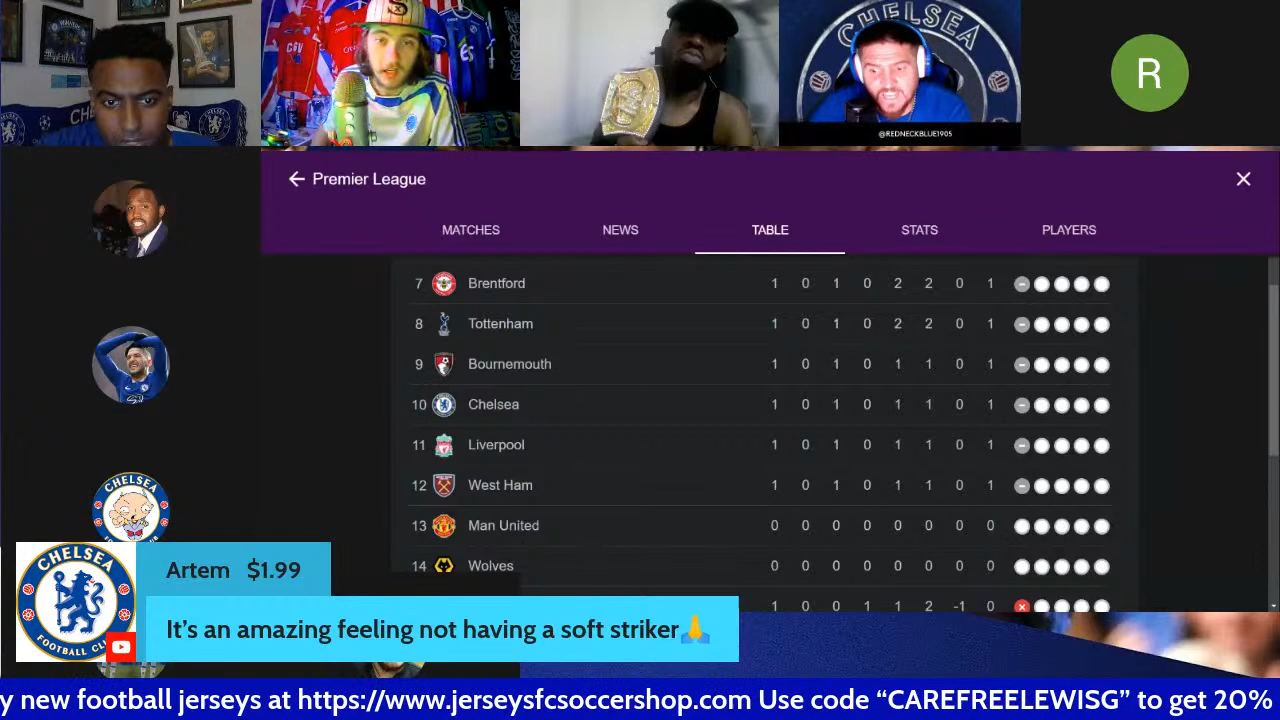 @REDNECKBLUE1905
CHELSEA
R
Premier League
MATCHES NEWS TABLE STATS PLAYERS
7 Brentford 1 0 1 0 2 2 0 1
8 Tottenham 1 0 1 0 2 2 0 1
9 Bournemouth 1 0 1 0 1 1 0 1
10 Chelsea 1 0 1 0 1 1 0 1
11 Liverpool 1 0 1 0 1 1 0 1
12 West Ham 1 0 1 0 1 1 0 1
13 Man United 0 0 0 0 0 0 0 0
14 Wolves 0 0 0 0 0 0 0 0
1 0 0 1 1 2 -1 0
CHELSEA
CHELSEA
FOOTBALL CLU
Artem $1.99
It's an amazing feeling not having a soft striker🙏
y new football jerseys at https://www.jerseysfcsoccershop.com Use code “CAREFREELEWISG” to get 20%